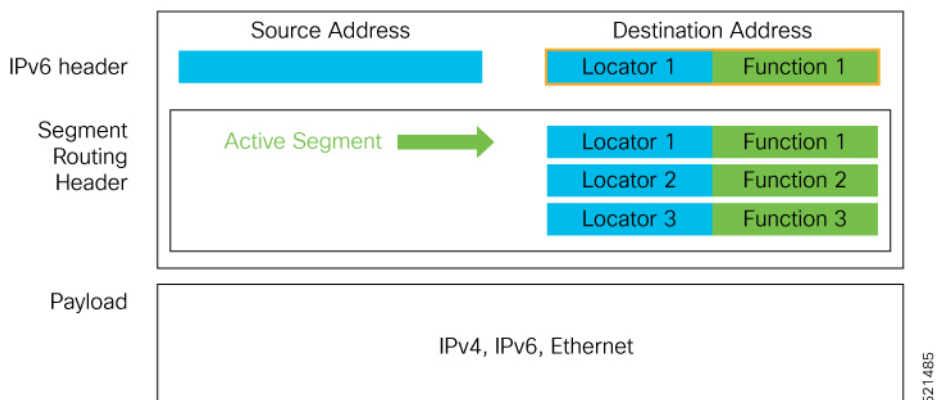 Source Address
Destination Address
IPv6 header
Locator 1
Function 1
Segment
Routing
Header
Active Segment
Locator 1
Function 1
Locator 2
Function 2
Locator 3
Function 3
Payload
IPv4, IPv6, Ethernet
521485